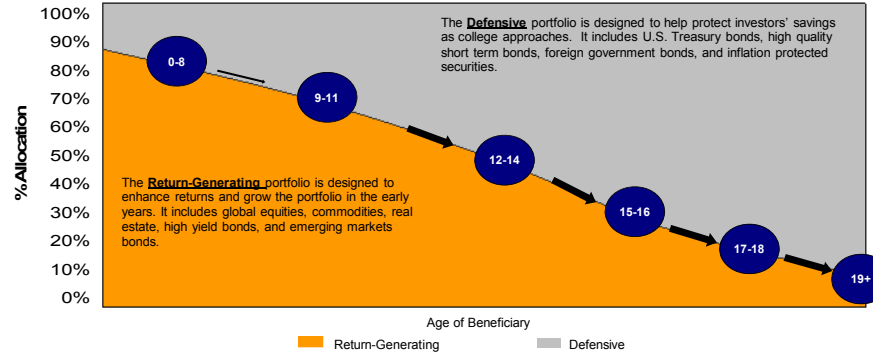 100%
90%
80%
70%
60%
50%
40%
30%
20%
10%
0%
%Allocation
The Defensive portfolio is designed to help protect investors' savings
as college approaches. It includes U.S. Treasury bonds, high quality
short term bonds, foreign government bonds, and inflation protected
securities.
0-8
9-11
12-14
15-16
17-18
19+
The Return-Generating portfolio is designed to
enhance returns and grow the portfolio in the early
years. It includes global equities, commodities, real
estate, high yield bonds, and emerging markets
bonds.
Age of Beneficiary
Return-Generating
Defensive